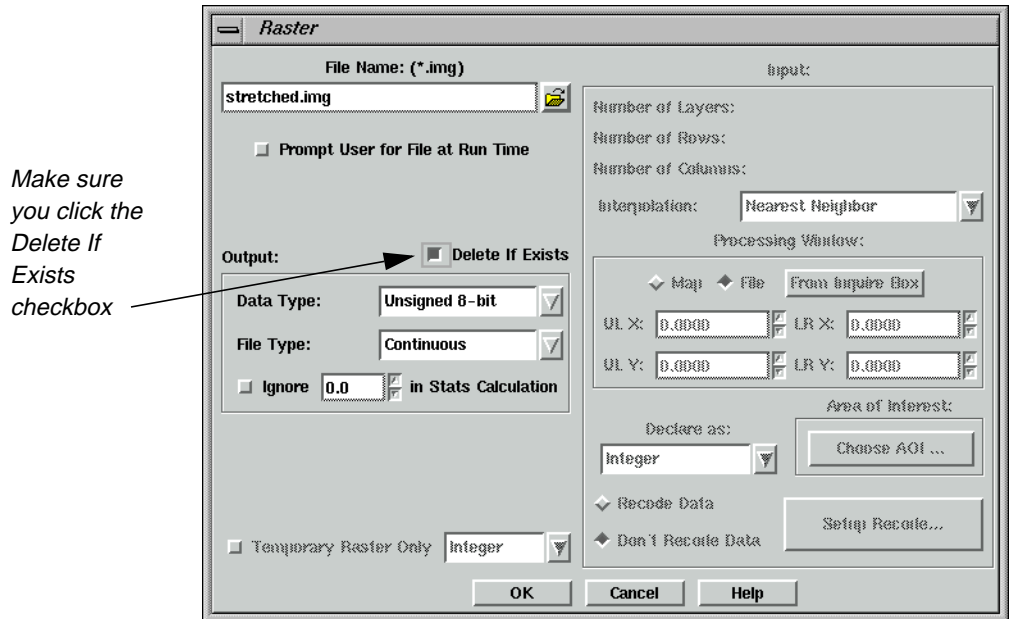 Raster
File Name: (*.img)
stretched.img
Prompt User for File at Run Time
Make sure
you click the
Delete If
Exists
checkbox
Output:
Delete If Exists
Data Type: Unsigned 8-bit
File Type: Continuous
Ignore 0.0 in Stats Calculation
Temporary Raster Only Integer
Input:
Number of Layers:
Number of Rows:
Number of Columns:
Interpolation: Nearest Neighbor
Processing Window:
Map File From Inquire Box
UL X: 0.0000 LR X: 0.0000
UL Y: 0.0000 LR Y: 0.0000
Declare as:
Integer
Area of Interest:
Choose AOI ...
Recode Data
Don't Recode Data
Setup Recode...
OK Cancel Help